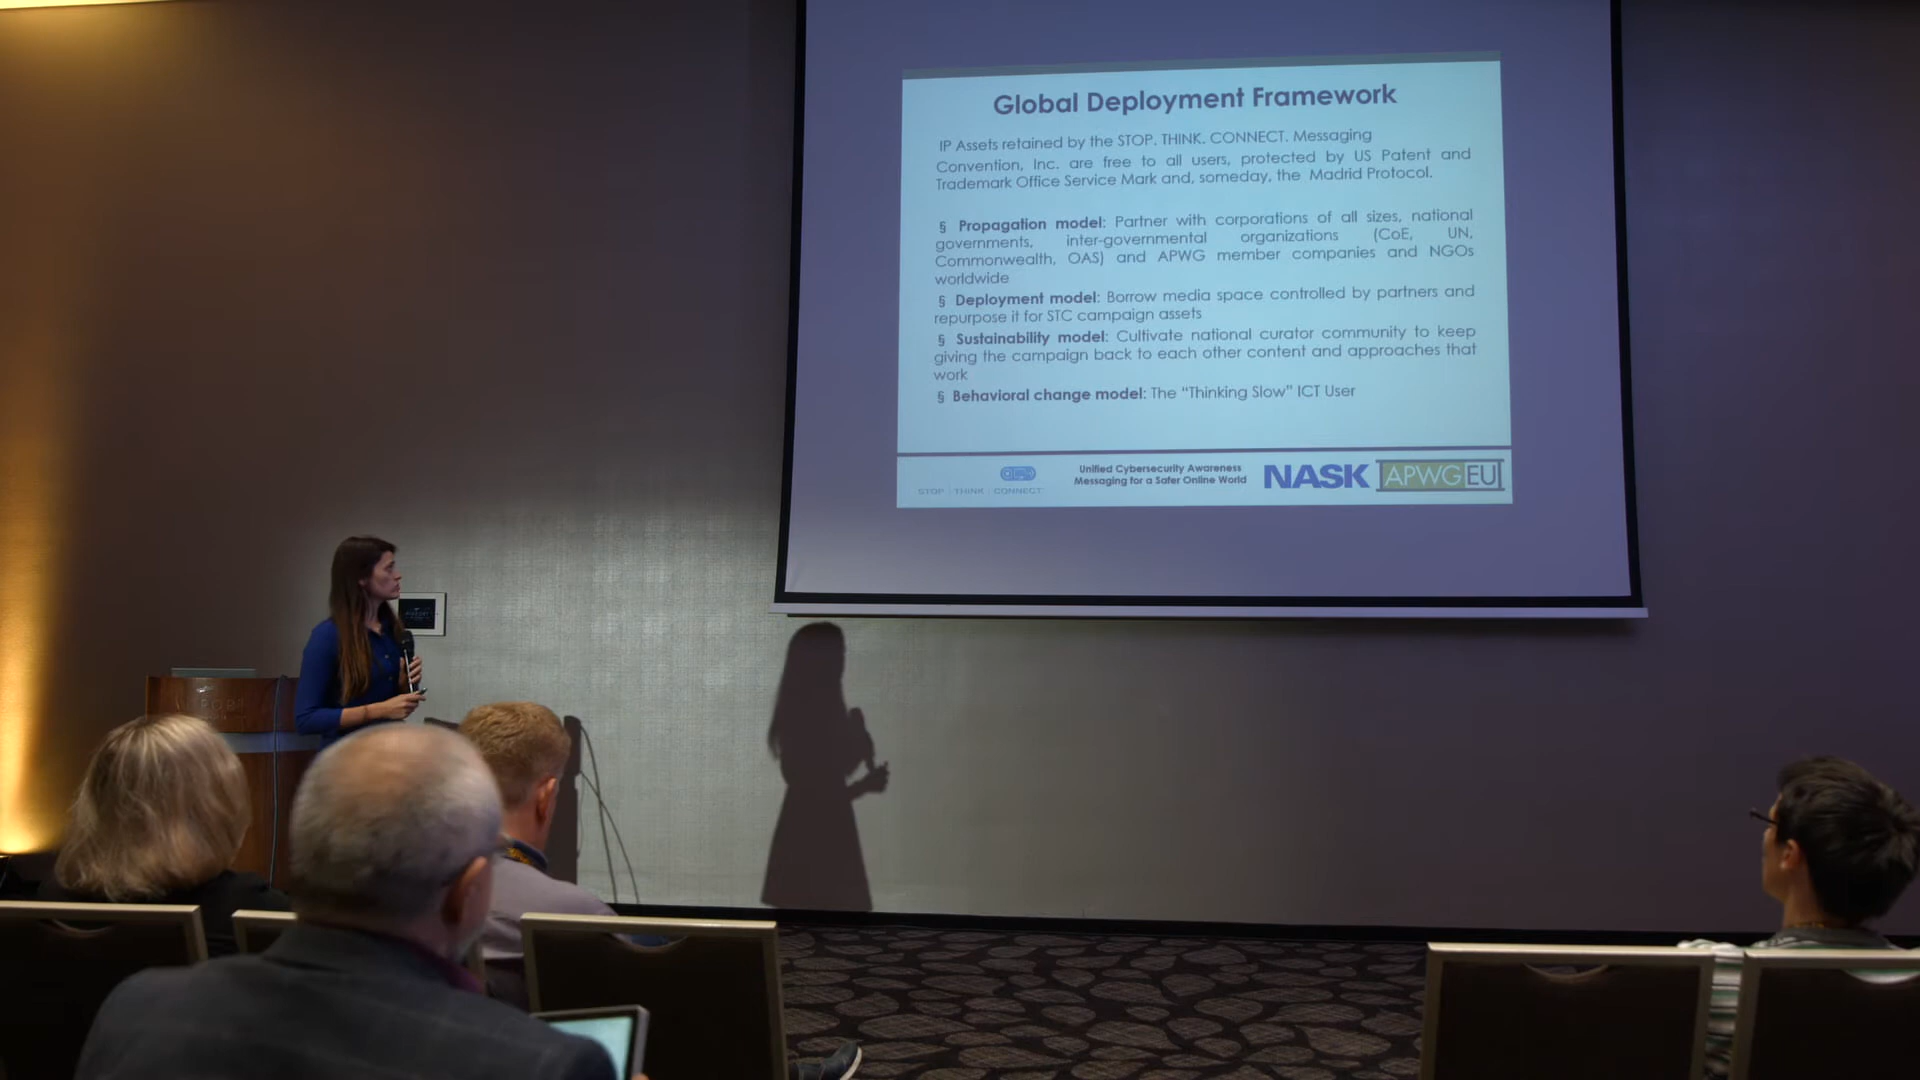 Global Deployment Framework
IP Assets retained by the STOP. THINK. CONNECT. Messaging
Convention, Inc. are free to all users, protected by US Patent and
Trademark Office Service Mark and, someday, the Madrid Protocol.
§ Propagation model: Partner with corporations of all sizes, national
governments, inter-governmental organizations (CoE, UN,
Commonwealth, OAS) and APWG member companies and NGOs
worldwide
§ Deployment model: Borrow media space controlled by partners and
repurpose it for STC campaign assets
§ Sustainability model: Cultivate national curator community to keep
giving the campaign back to each other content and approaches that
work
§ Behavioral change model: The “Thinking Slow” ICT User
STOP | THINK | CONNECT
Unified Cybersecurity Awareness
Messaging for a Safer Online World
NASK
APWGEU